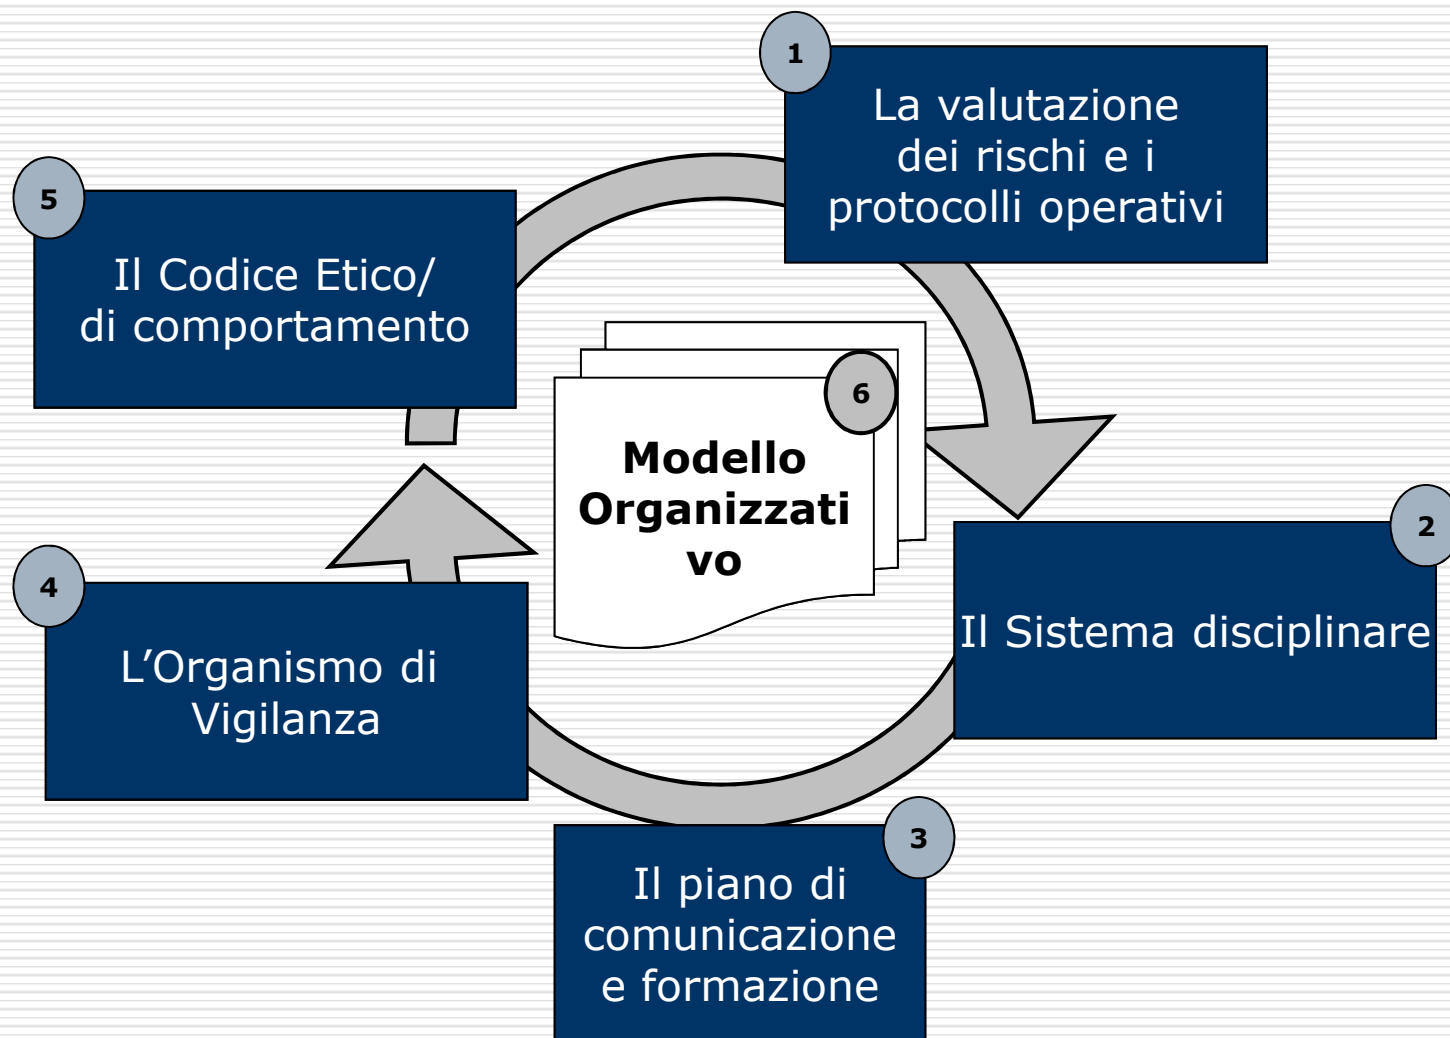 1
La valutazione
dei rischi e i
protocolli operativi
2
Il Sistema disciplinare
3
Il piano di
comunicazione
e formazione
4
L’Organismo di
Vigilanza
5
Il Codice Etico/
di comportamento
6
Modello
Organizzati
vo